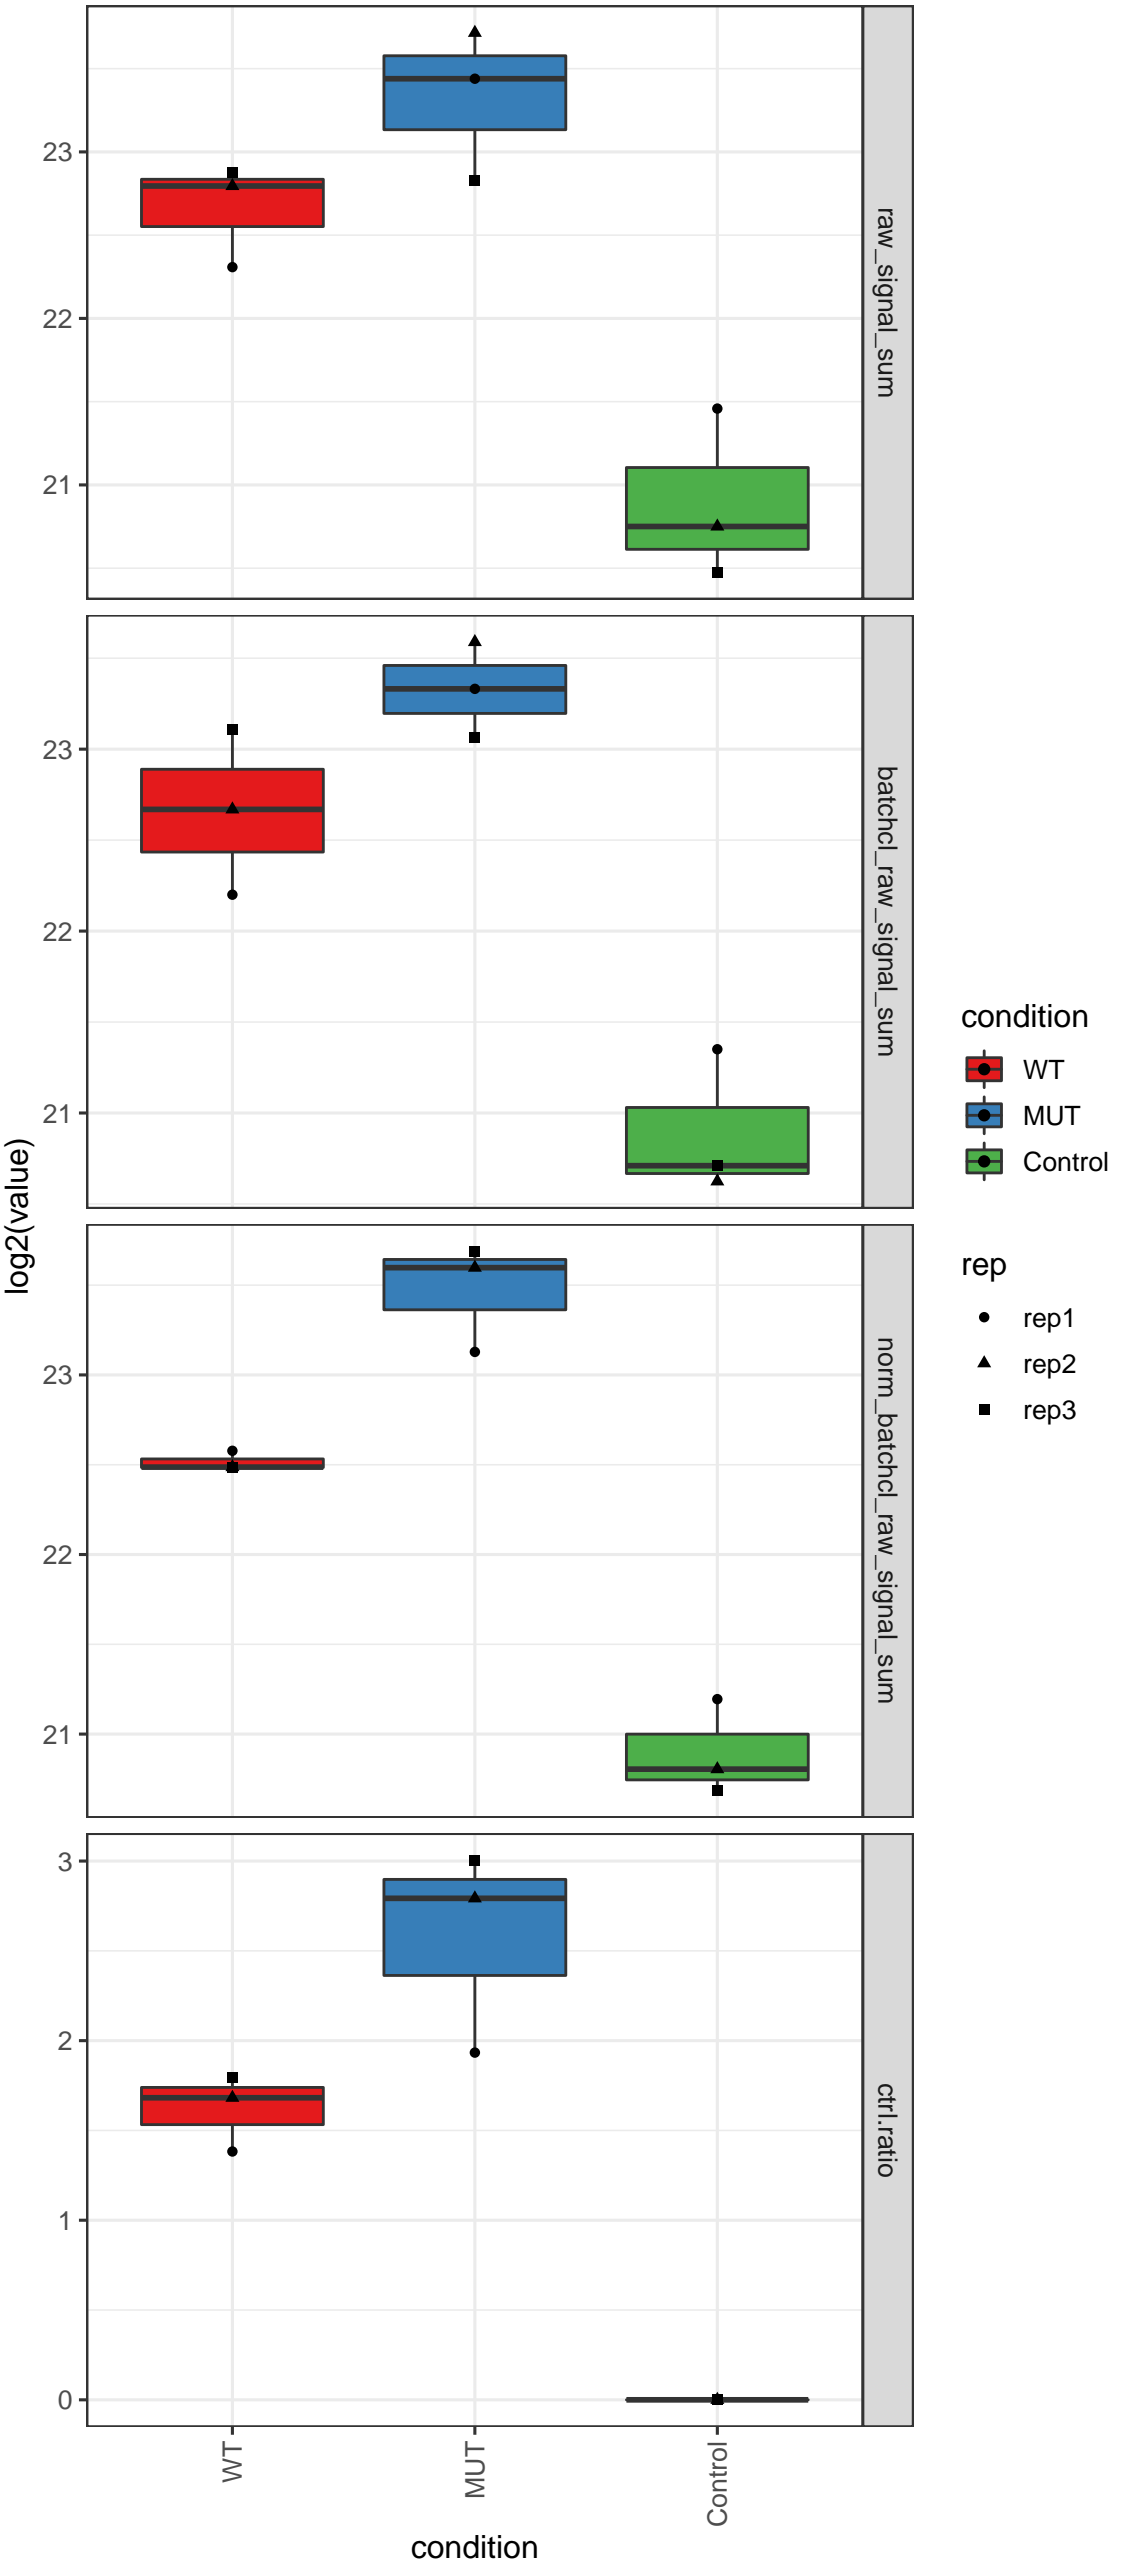 23
22
21
raw_signal_sum
23
22
21
batchcl_raw_signal_sum
23
22
21
norm_batchcl_raw_signal_sum
3
2
1
0
ctrl.ratio
WT
MUT
Control
condition
log2(value)
condition
WT
MUT
Control
rep
rep1
rep2
rep3